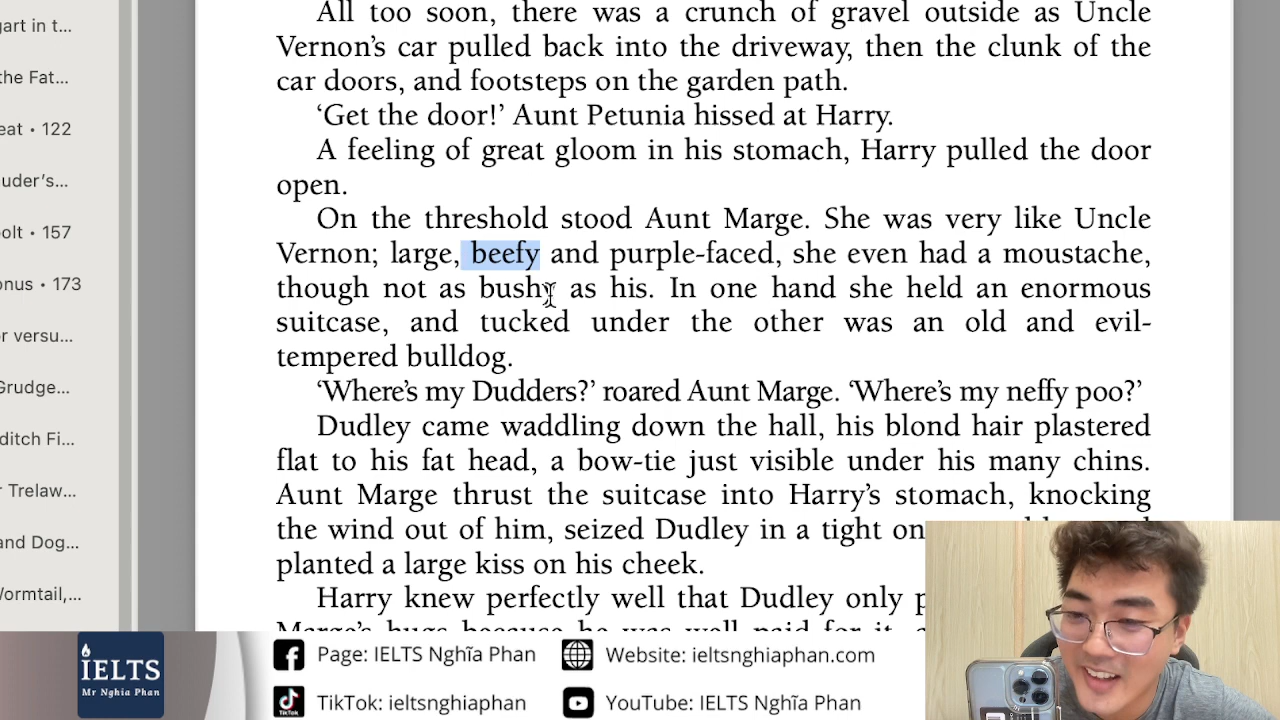 gart in t...
the Fat...
eat • 122
uder's...
olt • 157
onus • 173
r versu...
Grudge...
ditch Fi...
r Trelaw...
and Dog...
Wormtail,...
All too soon, there was a crunch of gravel outside as Uncle
Vernon's car pulled back into the driveway, then the clunk of the
car doors, and footsteps on the garden path.
‘Get the door!’ Aunt Petunia hissed at Harry.
A feeling of great gloom in his stomach, Harry pulled the door
open.
On the threshold stood Aunt Marge. She was very like Uncle
Vernon; large, beefy and purple-faced, she even had a moustache,
though not as bushy as his. In one hand she held an enormous
suitcase, and tucked under the other was an old and evil-
tempered bulldog.
‘Where’s my Dudders?’ roared Aunt Marge. ‘Where’s my neffy poo?’
Dudley came waddling down the hall, his blond hair plastered
flat to his fat head, a bow-tie just visible under his many chins.
Aunt Marge thrust the suitcase into Harry’s stomach, knocking
the wind out of him, seized Dudley in a tight
planted a large kiss on his cheek.
Harry knew perfectly well that Dudley only
Marge’s hugs because he was well paid for it,
IELTS
Mr Nghia Phan
Page: IELTS Nghĩa Phan
Website: ieltsnghiaphan.com
TikTok: ieltsnghiaphan
YouTube: IELTS Nghĩa Phan